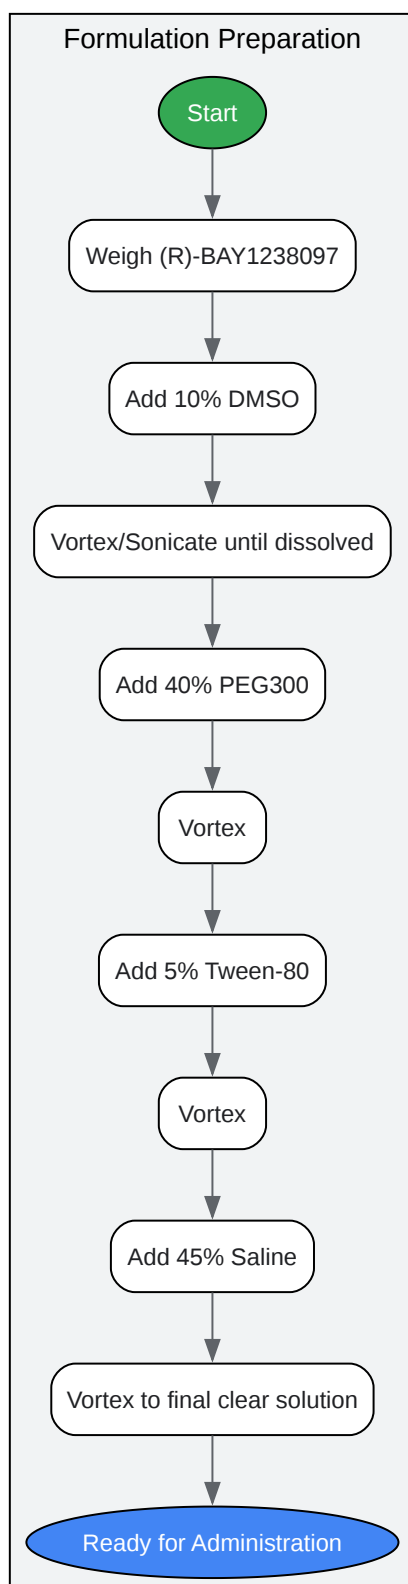 Formulation Preparation
Start
Weigh (R)-BAY1238097
Add 10% DMSO
Vortex/Sonicate until dissolved
Add 40% PEG300
Vortex
Add 5% Tween-80
Vortex
Add 45% Saline
Vortex to final clear solution
Ready for Administration